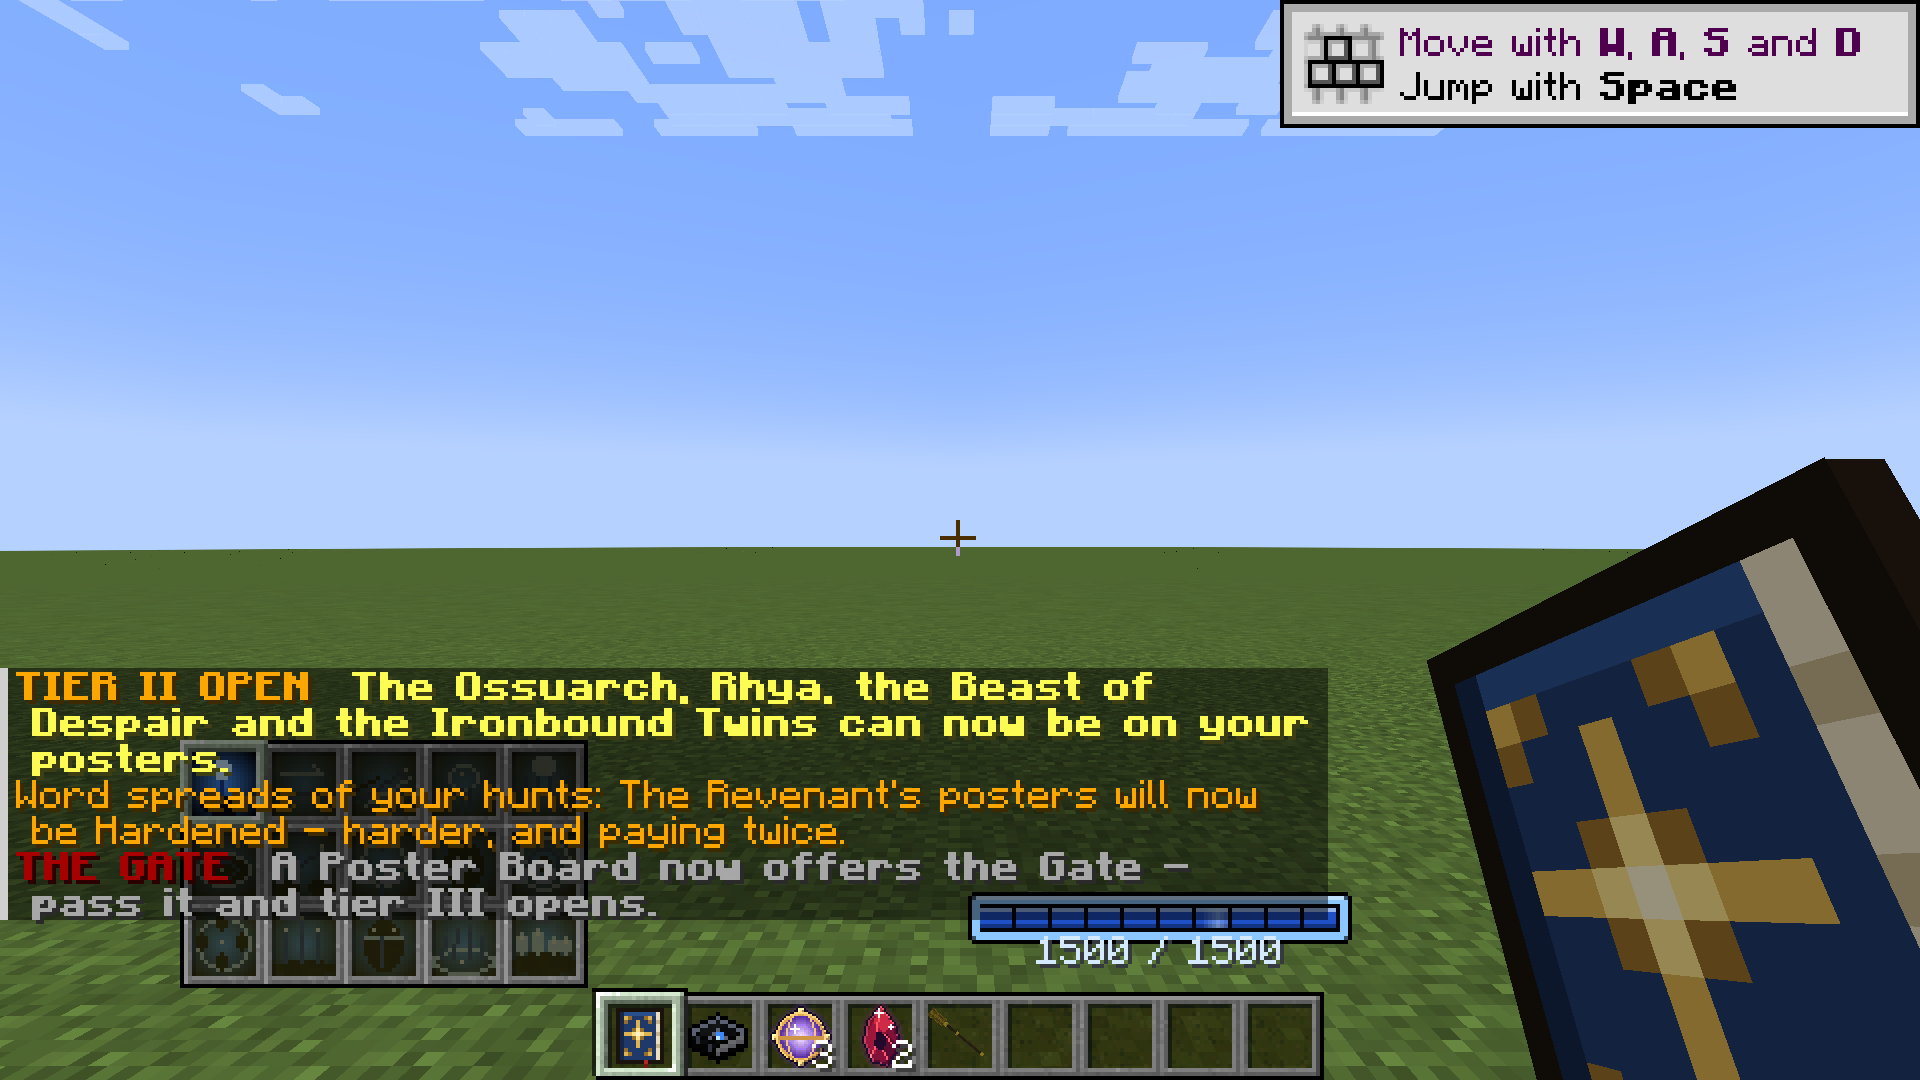 Move with W, A, S and D
Jump with Space
TIER II OPEN The Ossuarch, Rhya, the Beast of
Despair and the Ironbound Twins can now be on your
posters.
Word spreads of your hunts: The Revenant's posters will now
be Hardened – harder, and paying twice.
THE GATE A Poster Board now offers the Gate –
pass it and tier III opens.
1500 / 1500
3
2